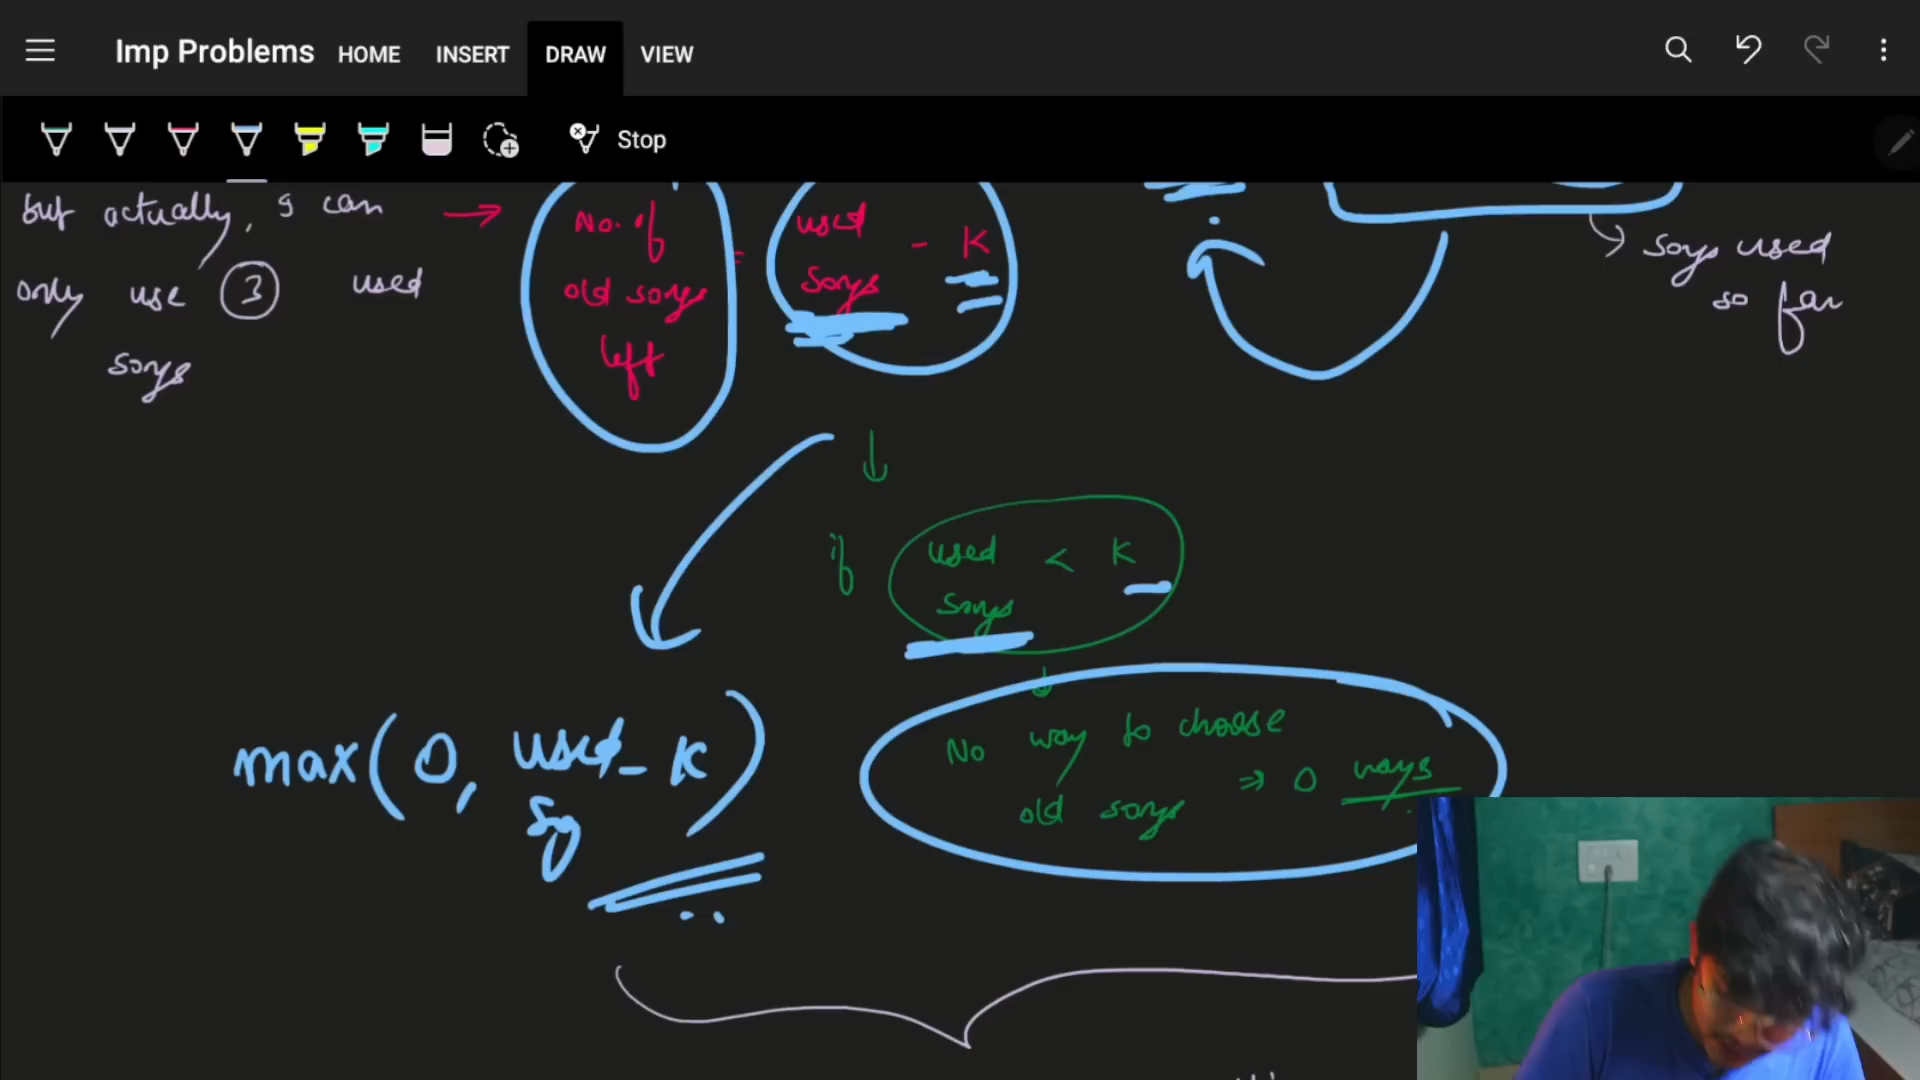 Imp Problems HOME INSERT DRAW VIEW
Stop
but actually, I can → No. of used - K
only use 3 used old songs = songs
songs left
songs used
so far
if used < K
songs
max(0, used - K)
sg
No way to choose
old songs ⇒ 0 ways